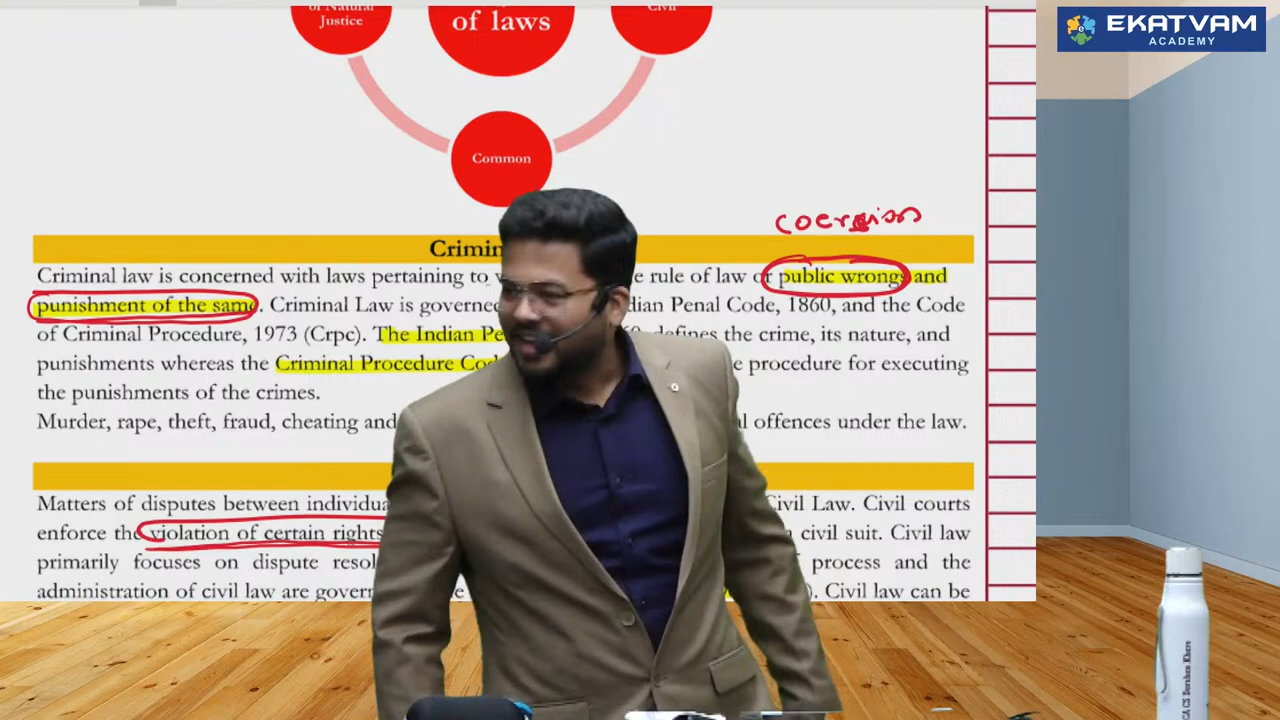 EKATVAM
ACADEMY
of Natural
Justice
of laws
Civil
Common
coercion
Crimin
Criminal law is concerned with laws pertaining to rule of law or public wrongs and
punishment of the same. Criminal Law is governe dian Penal Code, 1860, and the Code
of Criminal Procedure, 1973 (Crpc). The Indian Pe defines the crime, its nature, and
punishments whereas the Criminal Procedure Cod e procedure for executing
the punishments of the crimes.
Murder, rape, theft, fraud, cheating and al offences under the law.
Matters of disputes between individua Civil Law. Civil courts
enforce the violation of certain rights civil suit. Civil law
primarily focuses on dispute resol process and the
administration of civil law are gover ). Civil law can be
CA CS Darshan Khare